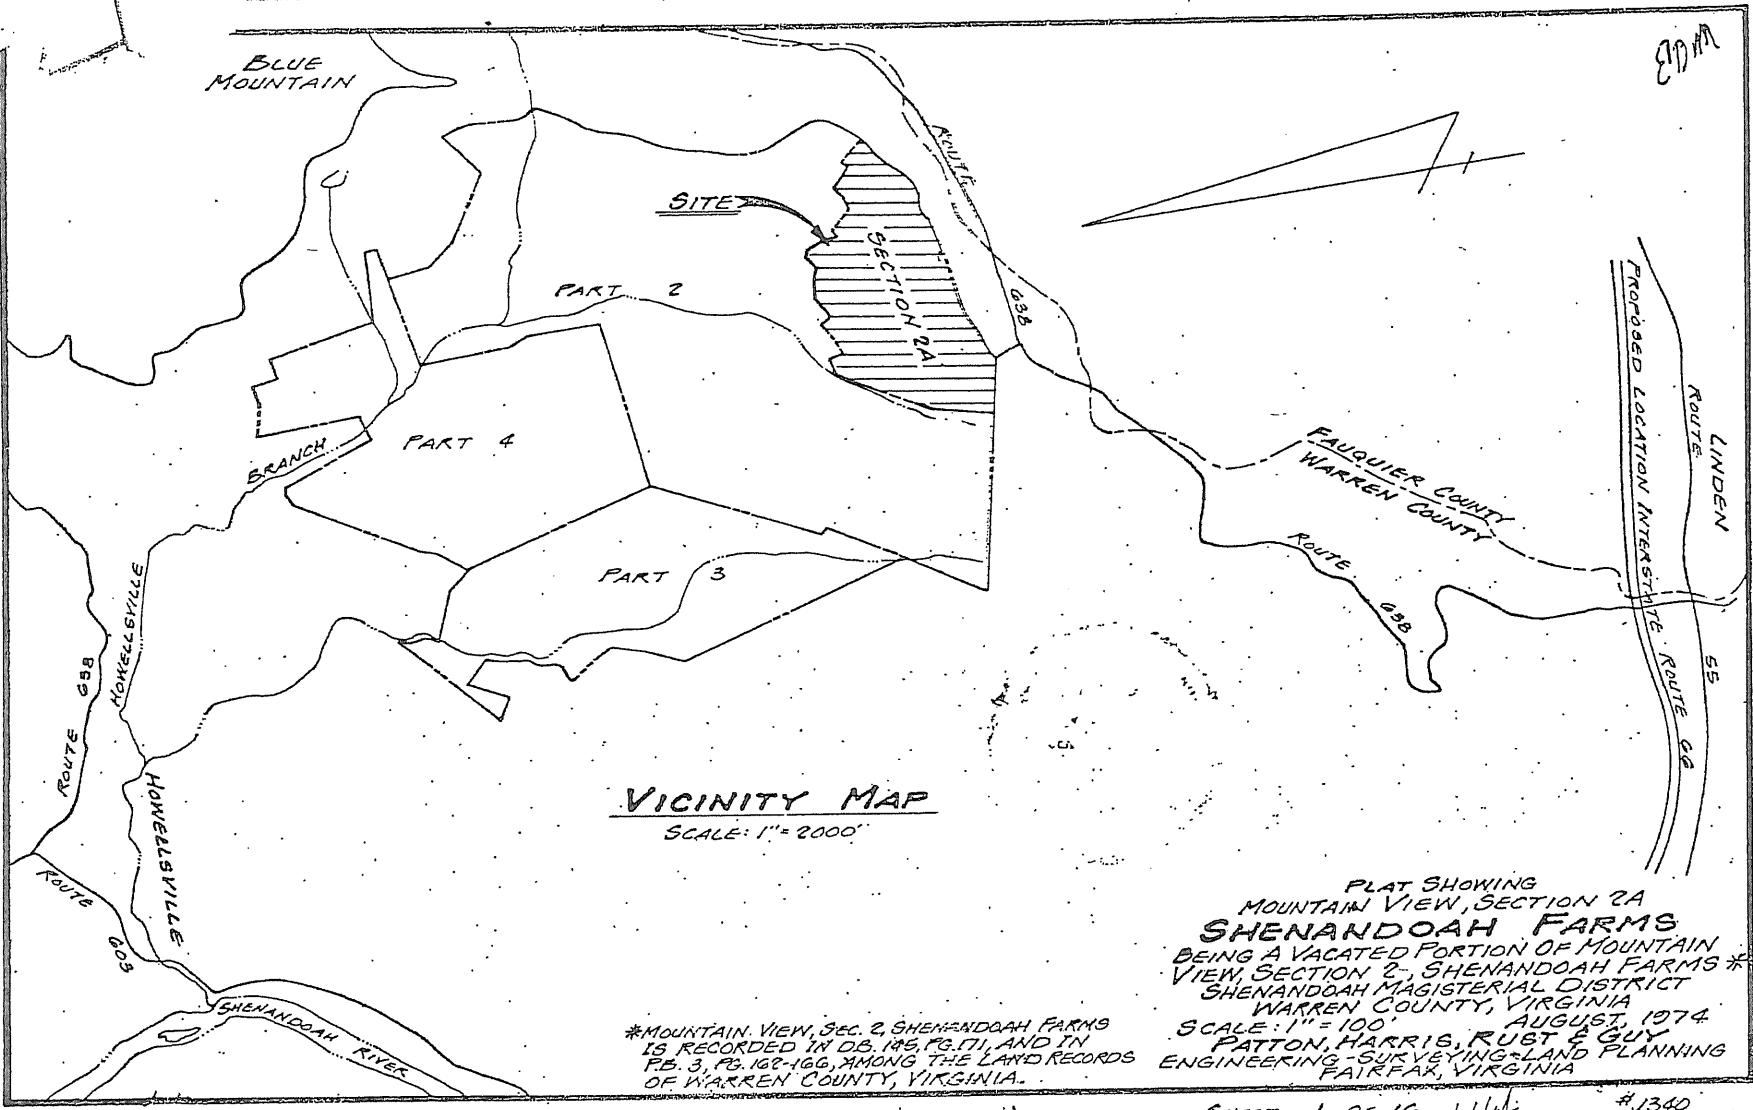 BLUE
MOUNTAIN
SITE
SECTION 2A
ROUTE
638
PART 2
PART 4
BRANCH
PART 3
HOWELLSVILLE
ROUTE 638
HOWELLSVILLE
ROUTE
603
SHENANDOAH RIVER
FAUQUIER COUNTY
WARREN COUNTY
ROUTE
638
PROPOSED LOCATION INTERSTATE ROUTE 66
ROUTE
55
LINDEN
VICINITY MAP
SCALE: 1"=2000'
PLAT SHOWING
MOUNTAIN VIEW, SECTION 2A
SHENANDOAH FARMS
BEING A VACATED PORTION OF MOUNTAIN
VIEW, SECTION 2, SHENANDOAH FARMS *
SHENANDOAH MAGISTERIAL DISTRICT
WARREN COUNTY, VIRGINIA
SCALE: 1"=100' AUGUST, 1974
PATTON, HARRIS, RUST & GUY
ENGINEERING-SURVEYING-LAND PLANNING
FAIRFAX, VIRGINIA
*MOUNTAIN VIEW, SEC. 2, SHENENDOAH FARMS
IS RECORDED IN D.B. 145, PG. 171, AND IN
P.B. 3, PG. 162-166, AMONG THE LAND RECORDS
OF WARREN COUNTY, VIRGINIA.
#1340